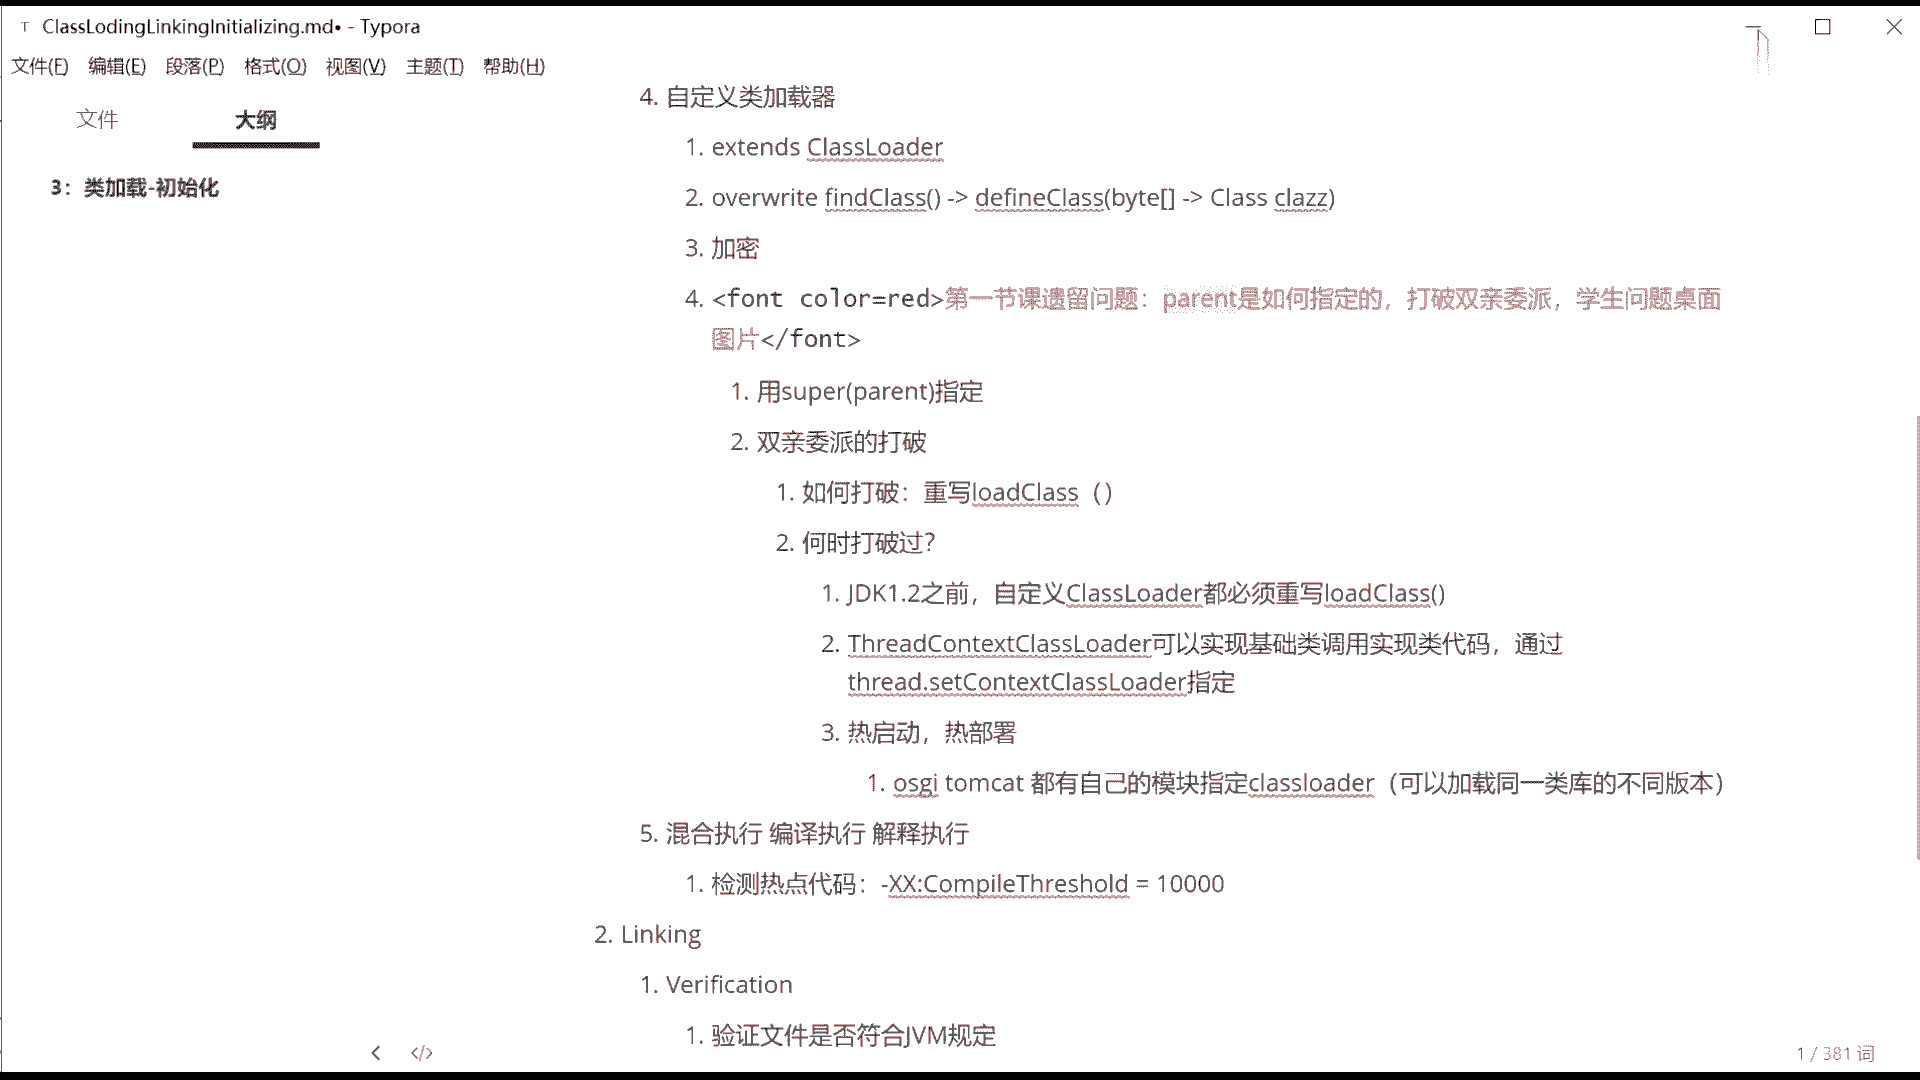 T ClassLodingLinkingInitializing.md• - Typora
文件(F) 编辑(E) 段落(P) 格式(O) 视图(V) 主题(T) 帮助(H)
文件 大纲
3：类加载-初始化
4. 自定义类加载器
1. extends ClassLoader
2. overwrite findClass() -> defineClass(byte[] -> Class clazz)
3. 加密
4. <font color=red>第一节课遗留问题：parent是如何指定的，打破双亲委派，学生问题桌面
图片</font>
1. 用super(parent)指定
2. 双亲委派的打破
1. 如何打破：重写loadClass（）
2. 何时打破过？
1. JDK1.2之前，自定义ClassLoader都必须重写loadClass()
2. ThreadContextClassLoader可以实现基础类调用实现类代码，通过
thread.setContextClassLoader指定
3. 热启动，热部署
1. osgi tomcat 都有自己的模块指定classloader（可以加载同一类库的不同版本）
5. 混合执行 编译执行 解释执行
1. 检测热点代码：-XX:CompileThreshold = 10000
2. Linking
1. Verification
1. 验证文件是否符合JVM规定
1 / 381 词